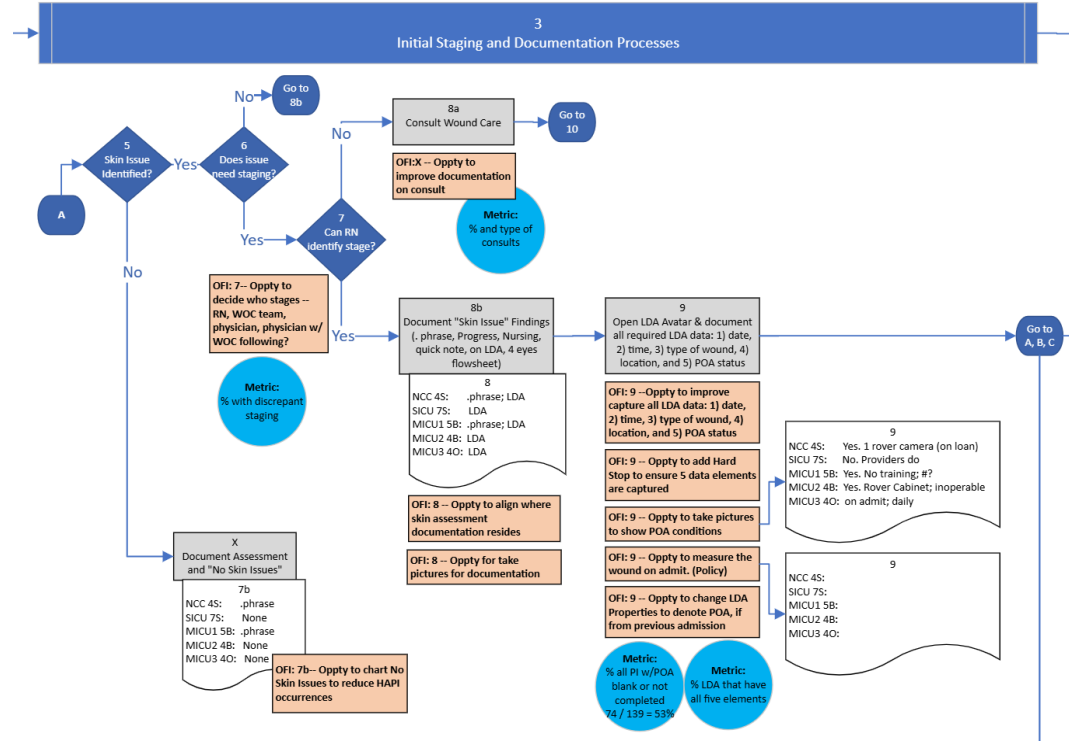 3
Initial Staging and Documentation Processes
Go to
8b
No
8a
Consult Wound Care
Go to
10
No
5
Skin Issue
Identified?
Yes
6
Does issue
need staging?
OFI:X -- Oppty to
improve documentation
on consult
A
Metric:
% and type of
consults
7
Can RN
identify stage?
Yes
No
OFI: 7-- Oppty to
decide who stages --
RN, WOC team,
physician, physician w/
WOC following?
Yes
8b
Document "Skin Issue" Findings
(. phrase, Progress, Nursing,
quick note, on LDA, 4 eyes
flowsheet)
9
Open LDA Avatar & document
all required LDA data: 1) date,
2) time, 3) type of wound, 4)
location, and 5) POA status
Go to
A, B, C
Metric:
% with discrepant
staging
8
NCC 4S: .phrase; LDA
SICU 7S: LDA
MICU1 5B: .phrase; LDA
MICU2 4B: LDA
MICU3 4O: LDA
OFI: 9 --Oppty to improve
capture all LDA data: 1) date,
2) time, 3) type of wound, 4)
location, and 5) POA status
9
NCC 4S: Yes. 1 rover camera (on loan)
SICU 7S: No. Providers do
MICU1 5B: Yes. No training; #?
MICU2 4B: Yes. Rover Cabinet; inoperable
MICU3 4O: on admit; daily
OFI: 9 -- Oppty to add Hard
Stop to ensure 5 data elements
are captured
OFI: 8 -- Oppty to align where
skin assessment
documentation resides
OFI: 9 -- Oppty to take pictures
to show POA conditions
OFI: 8 -- Oppty for take
pictures for documentation
OFI: 9 -- Oppty to measure the
wound on admit. (Policy)
9
NCC 4S:
SICU 7S:
MICU1 5B:
MICU2 4B:
MICU3 4O:
X
Document Assessment
and "No Skin Issues"
OFI: 9 -- Oppty to change LDA
Properties to denote POA, if
from previous admission
7b
NCC 4S: .phrase
SICU 7S: None
MICU1 5B: .phrase
MICU2 4B: None
MICU3 4O: None
OFI: 7b-- Oppty to chart No
Skin Issues to reduce HAPI
occurrences
Metric:
% all PI w/POA
blank or not
completed
74 / 139 = 53%
Metric:
% LDA that have
all five elements